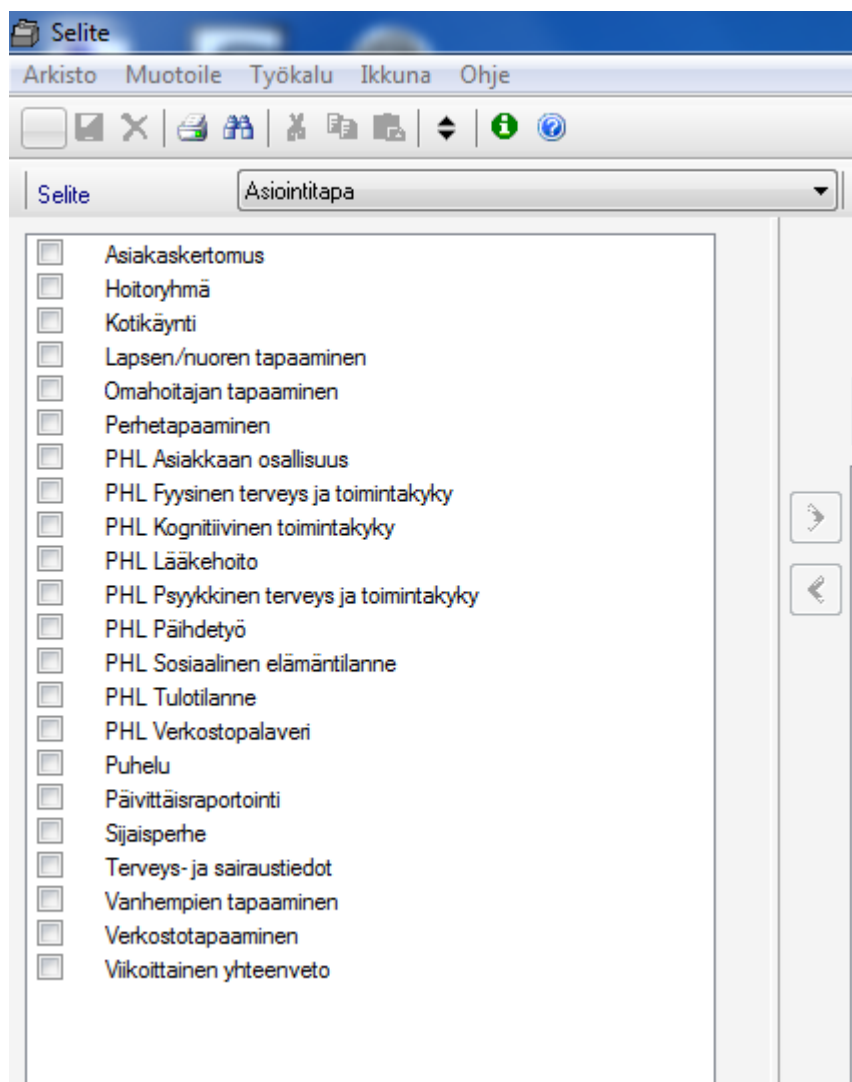 Selite
Arkisto Muotoile Työkalu Ikkuna Ohje
Selite Asiointitapa
Asiakaskertomus
Hoitoryhmä
Kotikäynti
Lapsen/nuoren tapaaminen
Omahoitajan tapaaminen
Perhetapaaminen
PHL Asiakkaan osallisuus
PHL Fyysinen terveys ja toimintakyky
PHL Kognitiivinen toimintakyky
PHL Lääkehoito
PHL Psyykkinen terveys ja toimintakyky
PHL Päihdetyö
PHL Sosiaalinen elämäntilanne
PHL Tulotilanne
PHL Verkostopalaveri
Puhelu
Päivittäisraportointi
Sijaisperhe
Terveys- ja sairaustiedot
Vanhempien tapaaminen
Verkostotapaaminen
Viikoittainen yhteenveto